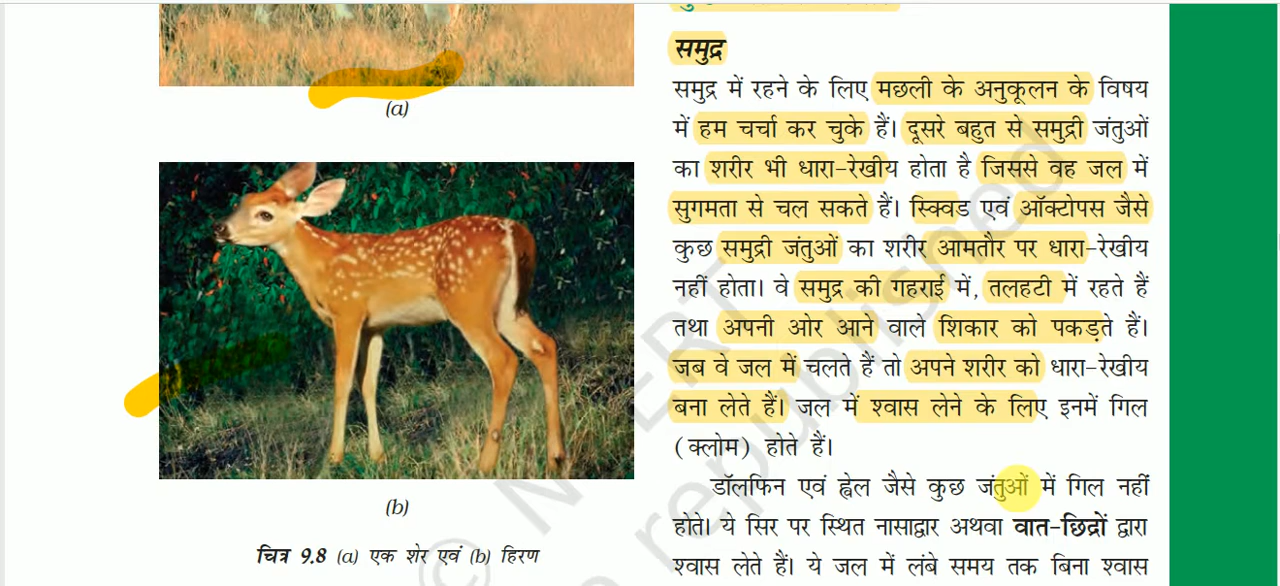 (a)
(b)
चित्र 9.8 (a) एक शेर एवं (b) हिरण
समुद्र
समुद्र में रहने के लिए मछली के अनुकूलन के विषय
में हम चर्चा कर चुके हैं। दूसरे बहुत से समुद्री जंतुओं
का शरीर भी धारा-रेखीय होता है जिससे वह जल में
सुगमता से चल सकते हैं। स्क्विड एवं ऑक्टोपस जैसे
कुछ समुद्री जंतुओं का शरीर आमतौर पर धारा-रेखीय
नहीं होता। वे समुद्र की गहराई में, तलहटी में रहते हैं
तथा अपनी ओर आने वाले शिकार को पकड़ते हैं।
जब वे जल में चलते हैं तो अपने शरीर को धारा-रेखीय
बना लेते हैं। जल में श्वास लेने के लिए इनमें गिल
(क्लोम) होते हैं।
डॉलफिन एवं ह्वेल जैसे कुछ जंतुओं में गिल नहीं
होते। ये सिर पर स्थित नासाद्वार अथवा वात-छिद्रों द्वारा
श्वास लेते हैं। ये जल में लंबे समय तक बिना श्वास
© NCERT
republished